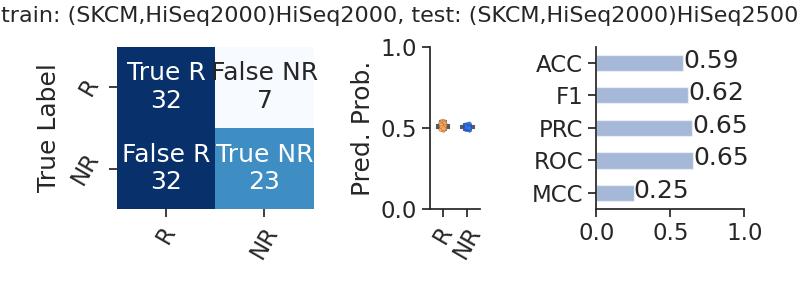 train: (SKCM,HiSeq2000)HiSeq2000, test: (SKCM,HiSeq2000)HiSeq2500
True Label
R
NR
True R
32
False NR
7
False R
32
True NR
23
R
NR
Pred. Prob.
1.0
0.5
0.0
R
NR
ACC
F1
PRC
ROC
MCC
0.59
0.62
0.65
0.65
0.25
0.0
0.5
1.0